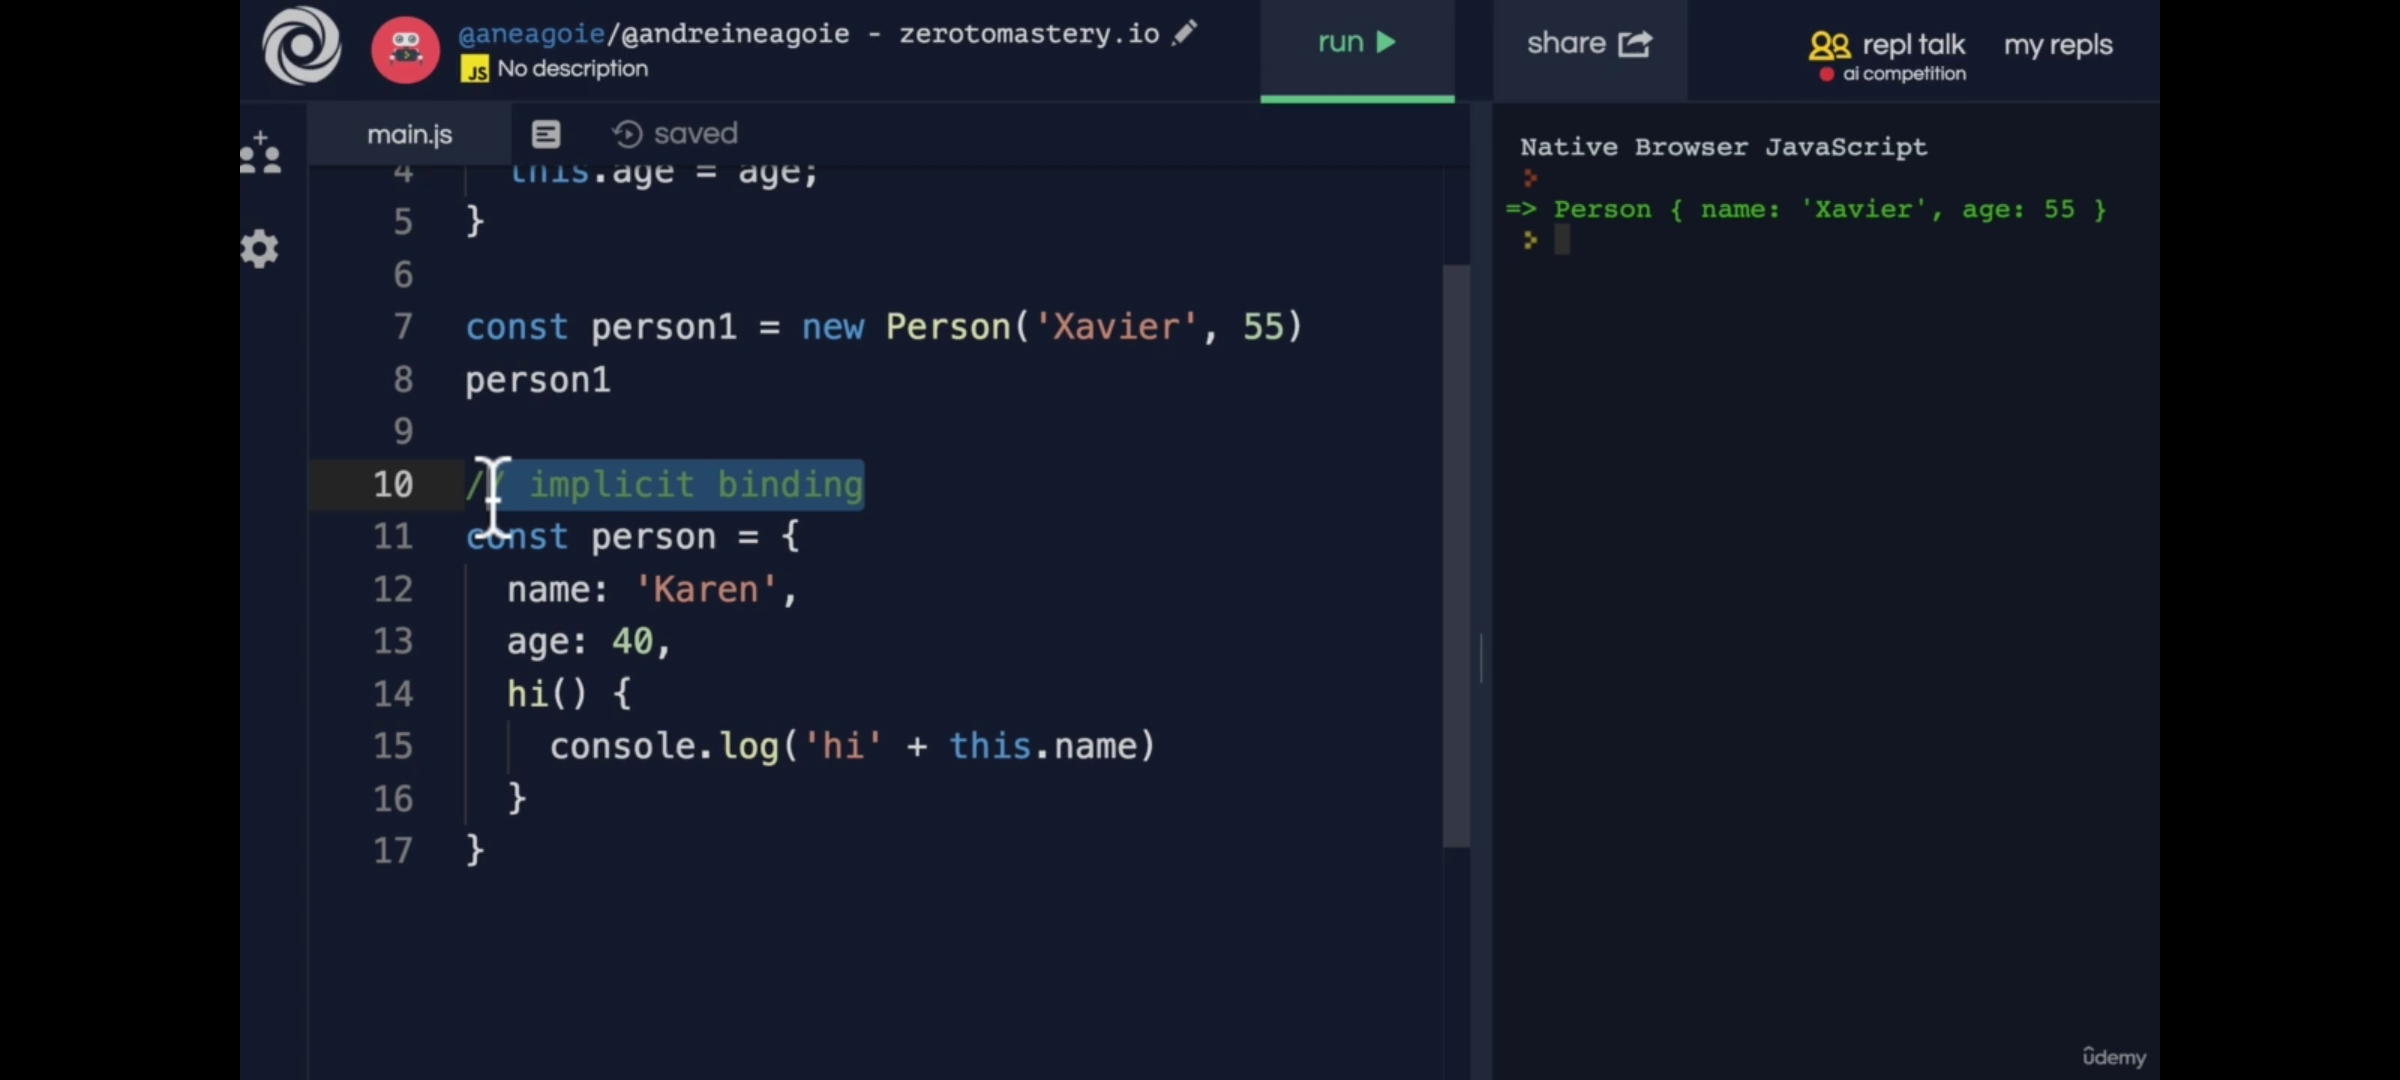 @aneagoie/@andreineagoie - zerotomastery.io
JS No description
run
share
repl talk
ai competition
my repls
main.js
saved
4 this.age = age;
5 }
6
7 const person1 = new Person('Xavier', 55)
8 person1
9
10 // implicit binding
11 const person = {
12 name: 'Karen',
13 age: 40,
14 hi() {
15 console.log('hi' + this.name)
16 }
17 }
Native Browser JavaScript
=> Person { name: 'Xavier', age: 55 }
ûdemy